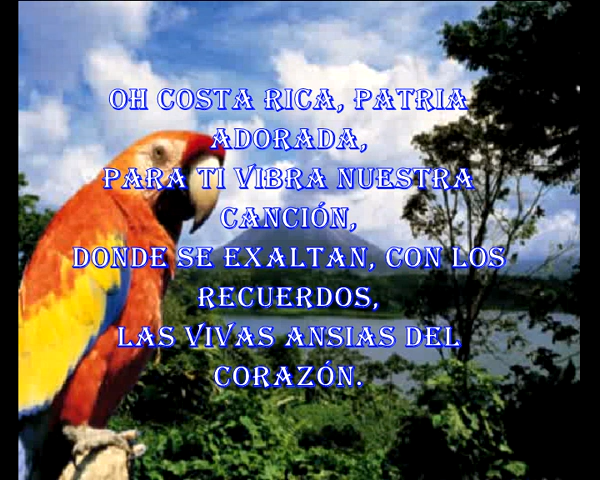 OH COSTA RICA, PATRIA
ADORADA,
PARA TI VIBRA NUESTRA
CANCIÓN,
DONDE SE EXALTAN, CON LOS
RECUERDOS,
LAS VIVAS ANSIAS DEL
CORAZÓN.